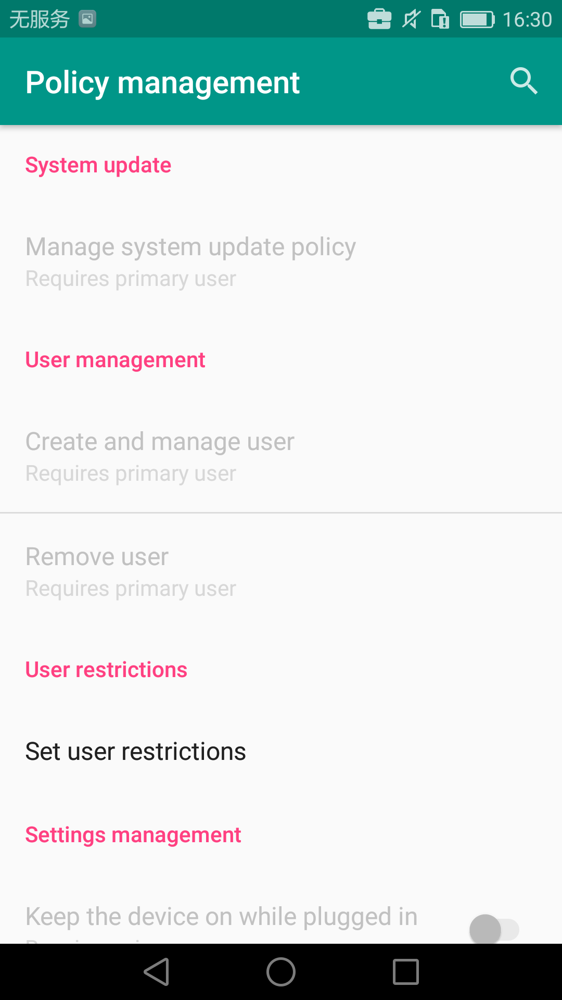 无服务 16:30
Policy management
System update
Manage system update policy
Requires primary user
User management
Create and manage user
Requires primary user
Remove user
Requires primary user
User restrictions
Set user restrictions
Settings management
Keep the device on while plugged in